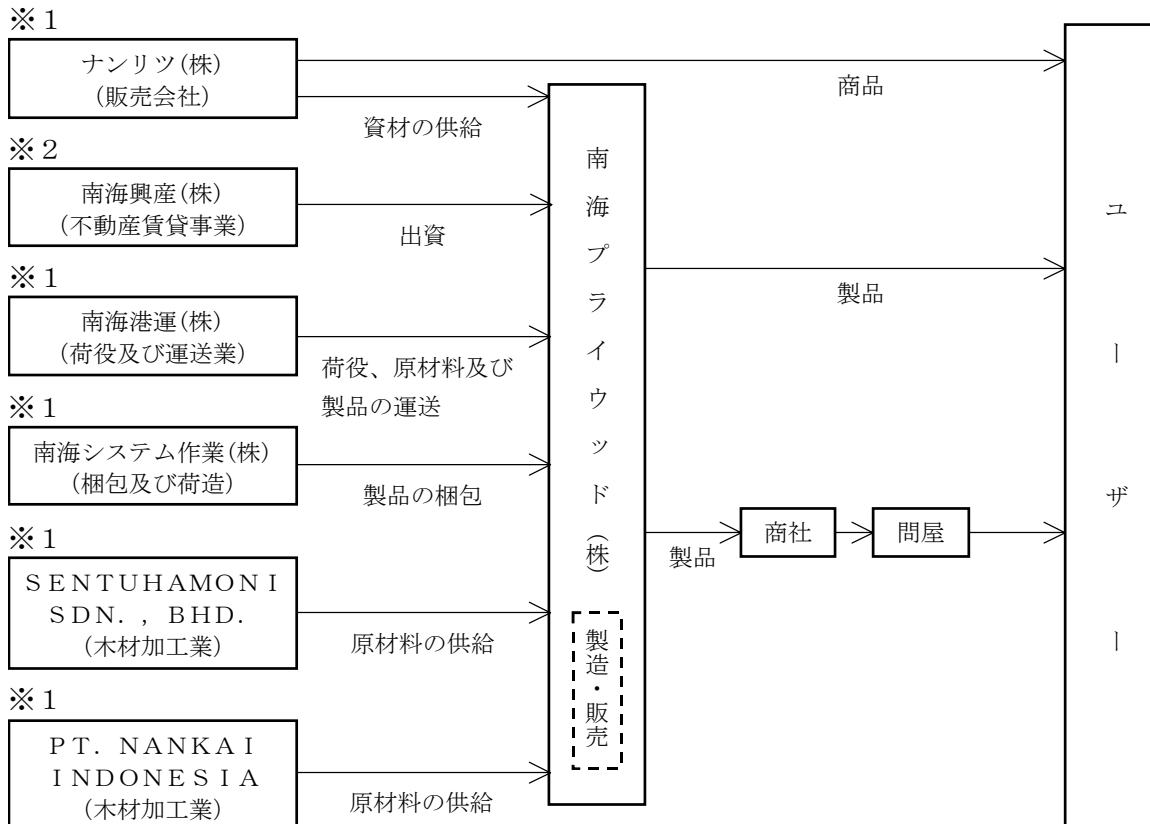 ※1
ナンリツ(株)
(販売会社)
商品
資材の供給
※2
南海興産(株)
(不動産賃貸事業)
出資
※1
南海港運(株)
(荷役及び運送業)
荷役、原材料及び
製品の運送
※1
南海システム作業(株)
(梱包及び荷造)
製品の梱包
※1
SENTUHAMONI
SDN., BHD.
(木材加工業)
原材料の供給
※1
PT. NANKAI
INDONESIA
(木材加工業)
原材料の供給
南海プライウッド(株)
製造・販売
製品
製品
商社
問屋
ユーザー